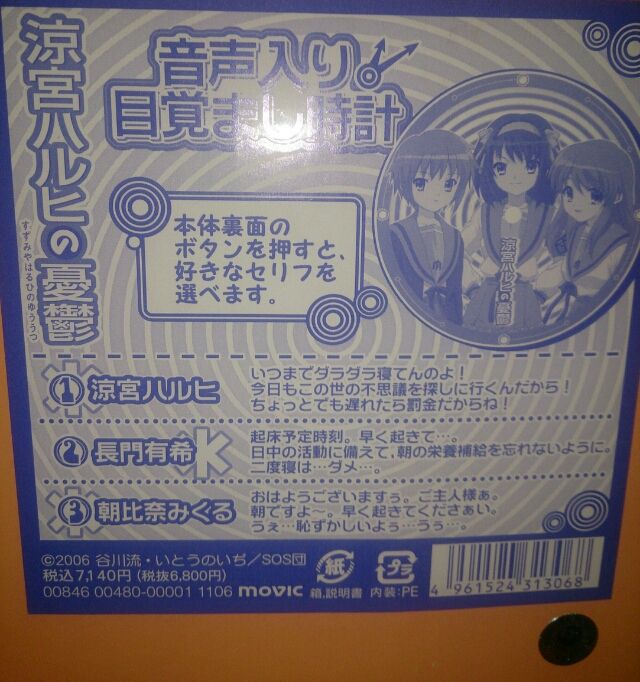 涼宮ハルヒの憂鬱
すずみやはるひのゆううつ
音声入り
目覚まし時計
本体裏面の
ボタンを押すと、
好きなセリフを
選べます。
涼宮ハルヒの憂鬱
1 涼宮ハルヒ
いつまでダラダラ寝てんのよ！
今日もこの世の不思議を探しに行くんだから！
ちょっとでも遅れたら罰金だからね！
2 長門有希
起床予定時刻。早く起きて…。
日中の活動に備えて、朝の栄養補給を忘れないように。
二度寝は…ダメ…。
3 朝比奈みくる
おはようございますぅ。ご主人様ぁ。
朝ですよ〜。早く起きてくださぁい。
うぇ…恥ずかしいよぅ…うぅ…。
©2006 谷川流・いとうのいぢ／SOS団
税込7,140円 (税抜6,800円)
00846 00480-00001 1106 movic
紙
箱,説明書
プラ
内装:PE
4 961524 313068